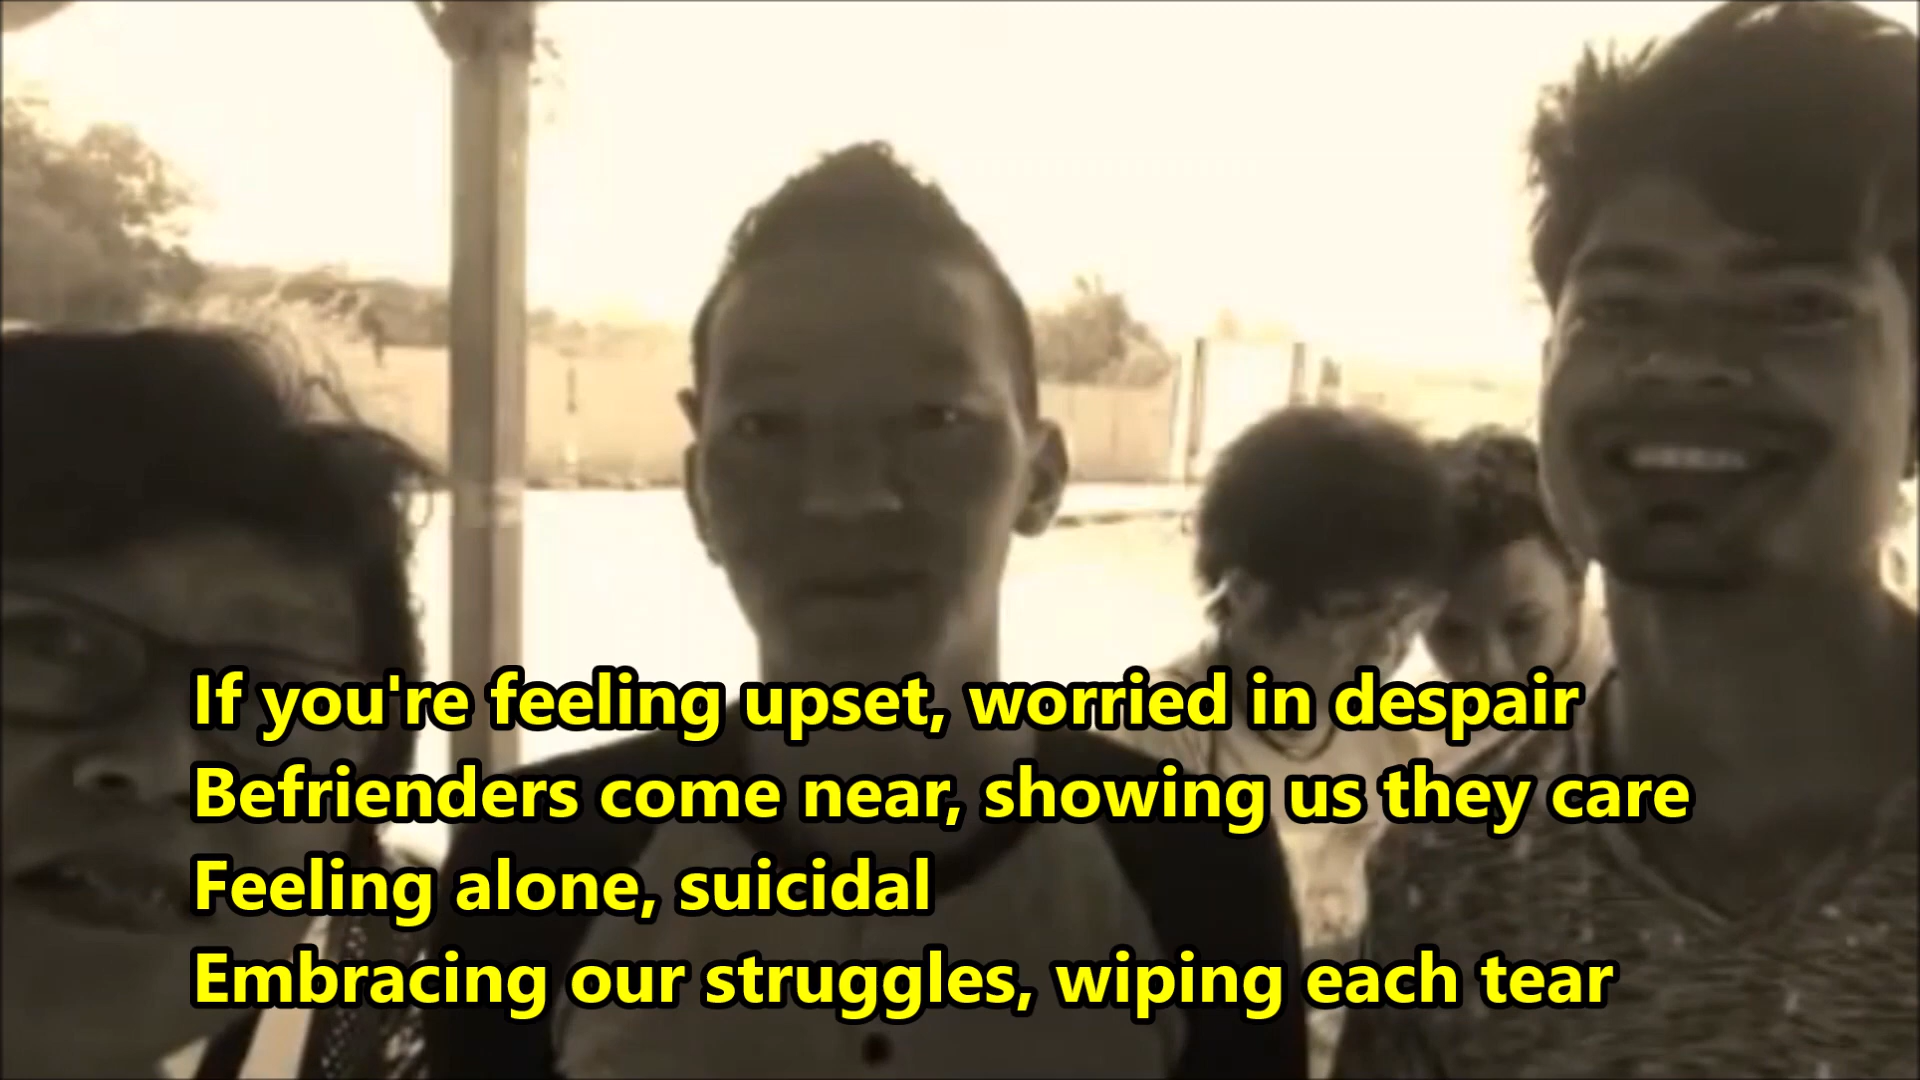 If you're feeling upset, worried in despair
Befrienders come near, showing us they care
Feeling alone, suicidal
Embracing our struggles, wiping each tear